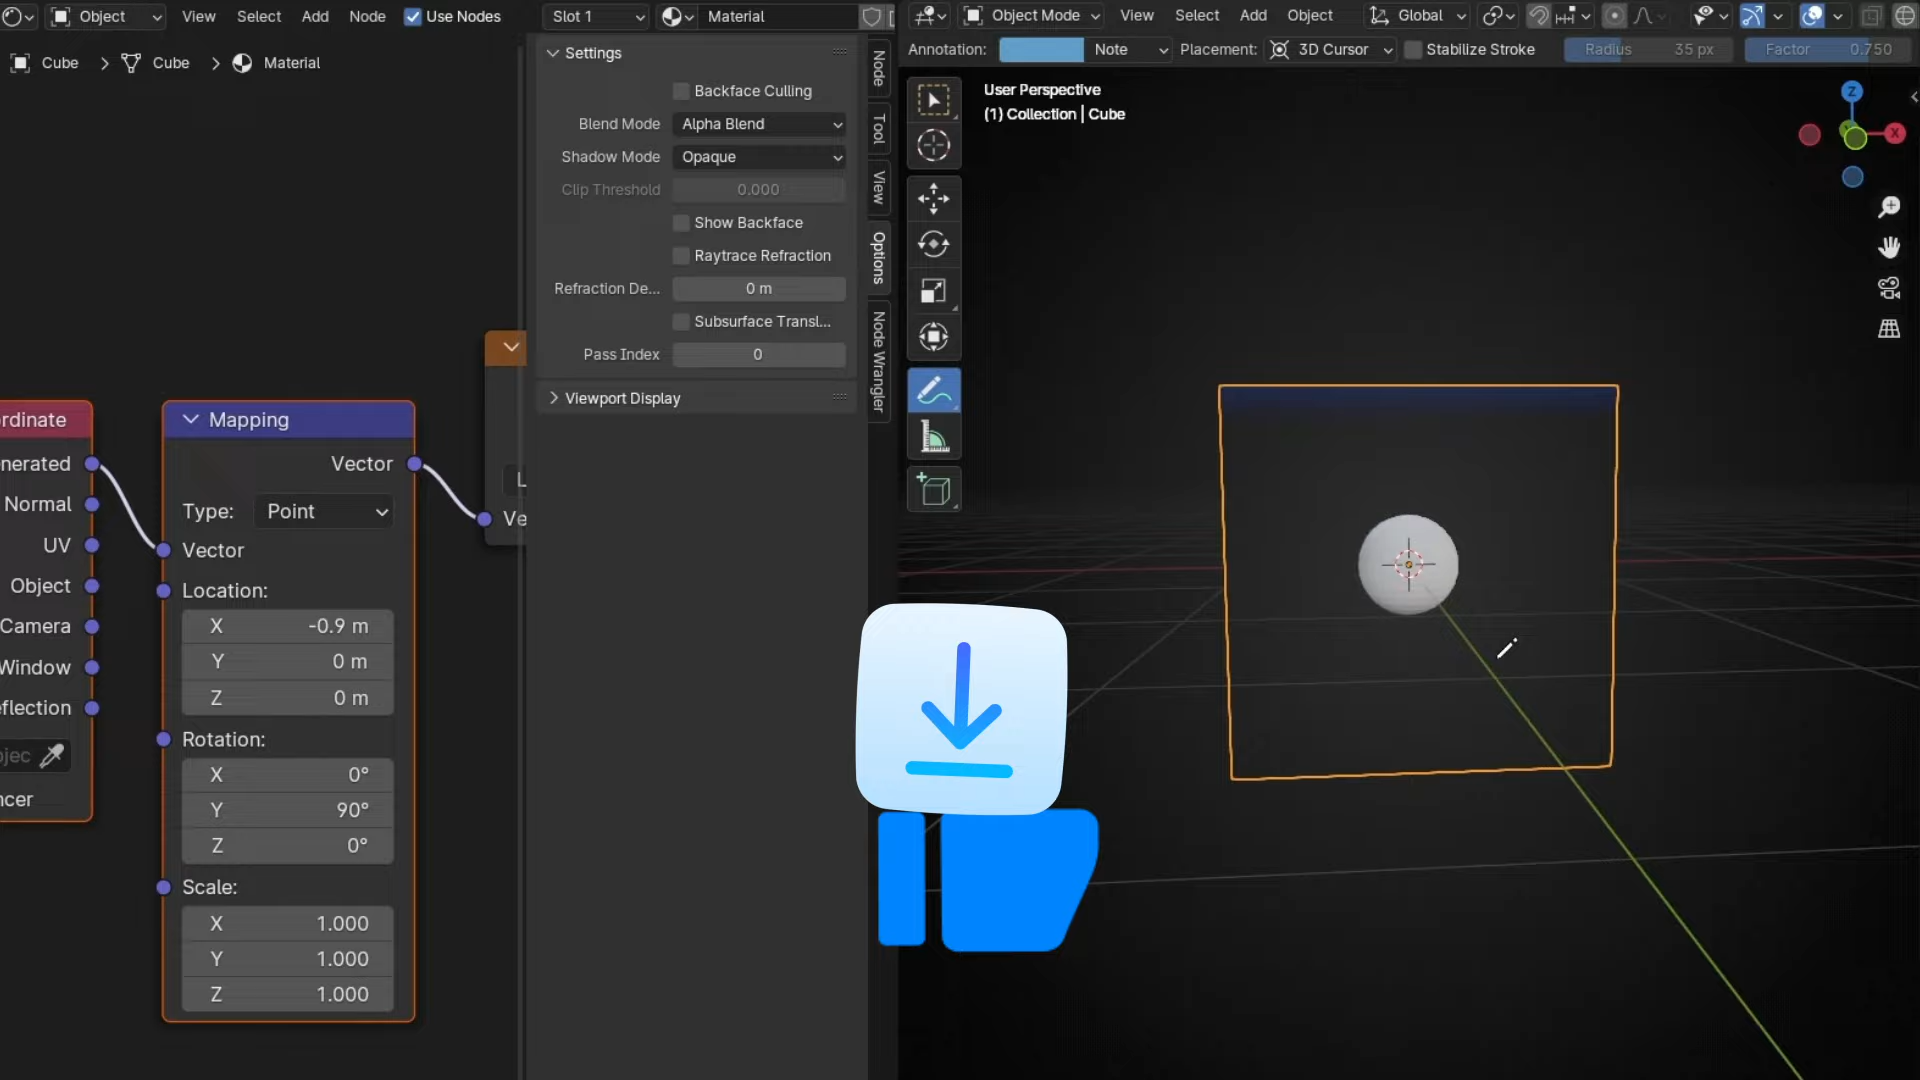 Object View Select Add Node Use Nodes Slot 1 Material
Cube Cube Material
Settings
Backface Culling
Blend Mode Alpha Blend
Shadow Mode Opaque
Clip Threshold 0.000
Show Backface
Raytrace Refraction
Refraction De... 0 m
Subsurface Transl...
Pass Index 0
Viewport Display
Node
Tool
View
Options
Node Wrangler
rdinate
enerated
Normal
UV
Object
Camera
Window
eflection
bjec
ncer
Mapping
Vector
Type: Point
Vector
Location:
X -0.9 m
Y 0 m
Z 0 m
Rotation:
X 0°
Y 90°
Z 0°
Scale:
X 1.000
Y 1.000
Z 1.000
L
Ve
Object Mode View Select Add Object Global
Annotation: Note Placement: 3D Cursor Stabilize Stroke Radius 35 px Factor 0.750
User Perspective
(1) Collection | Cube
Z
X